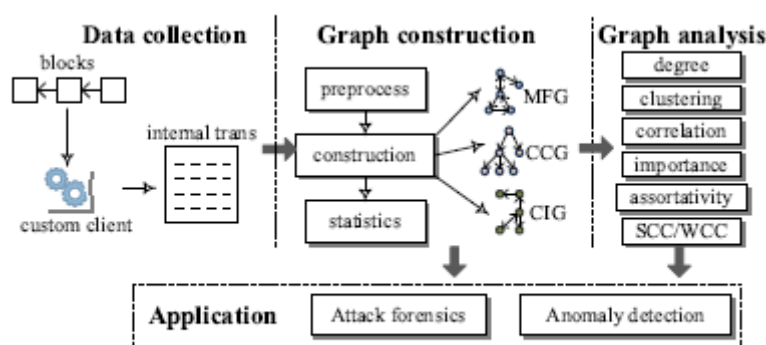 Data collection
blocks
internal trans
custom client
Graph construction
preprocess
construction
statistics
MFG
CCG
CIG
Graph analysis
degree
clustering
correlation
importance
assortativity
SCC/WCC
Application
Attack forensics
Anomaly detection